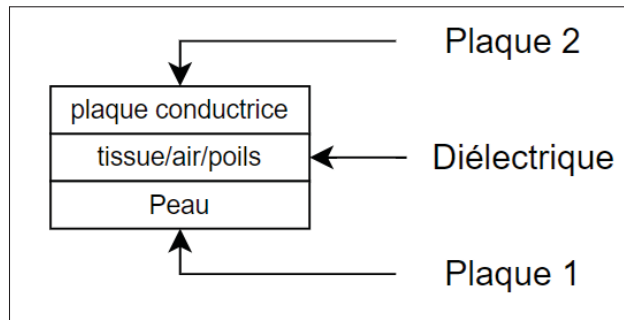 Plaque 2
plaque conductrice
tissue/air/poils
Diélectrique
Peau
Plaque 1